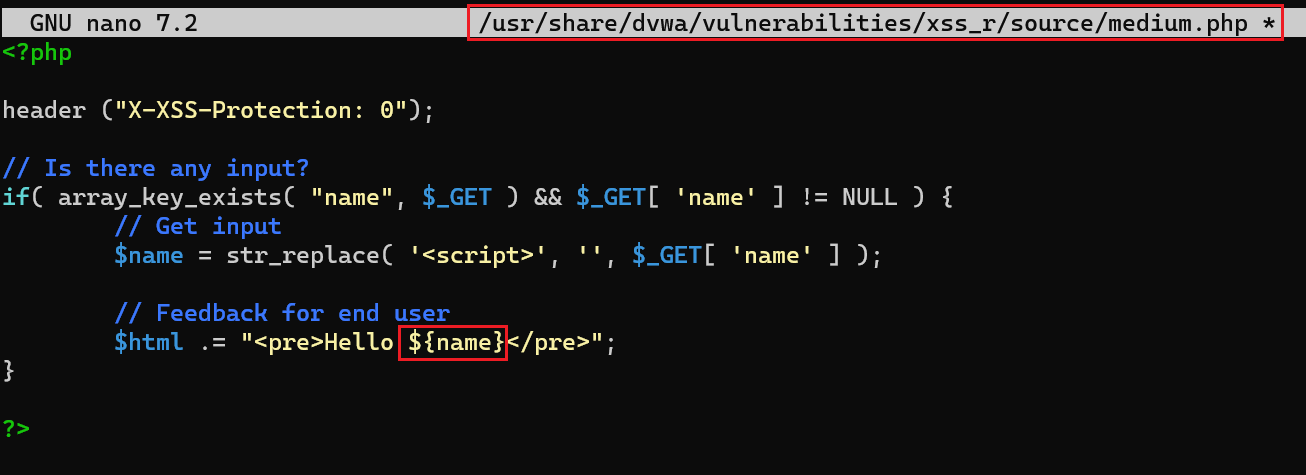 GNU nano 7.2 /usr/share/dvwa/vulnerabilities/xss_r/source/medium.php *
<?php
header ("X-XSS-Protection: 0");
// Is there any input?
if( array_key_exists( "name", $_GET ) && $_GET[ 'name' ] != NULL ) {
// Get input
$name = str_replace( '<script>', '', $_GET[ 'name' ] );
// Feedback for end user
$html .= "<pre>Hello ${name}</pre>";
}
?>